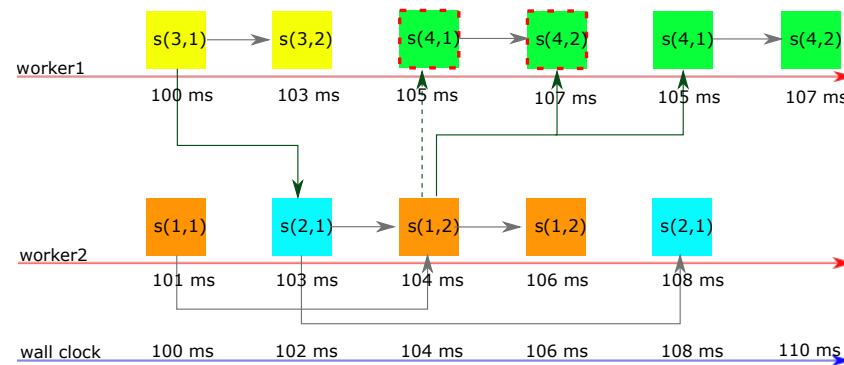 s(3,1) s(3,2) s(4,1) s(4,2) s(4,1) s(4,2)
worker1
100 ms 103 ms 105 ms 107 ms 105 ms 107 ms
s(1,1) s(2,1) s(1,2) s(1,2) s(2,1)
worker2
101 ms 103 ms 104 ms 106 ms 108 ms
wall clock 100 ms 102 ms 104 ms 106 ms 108 ms 110 ms